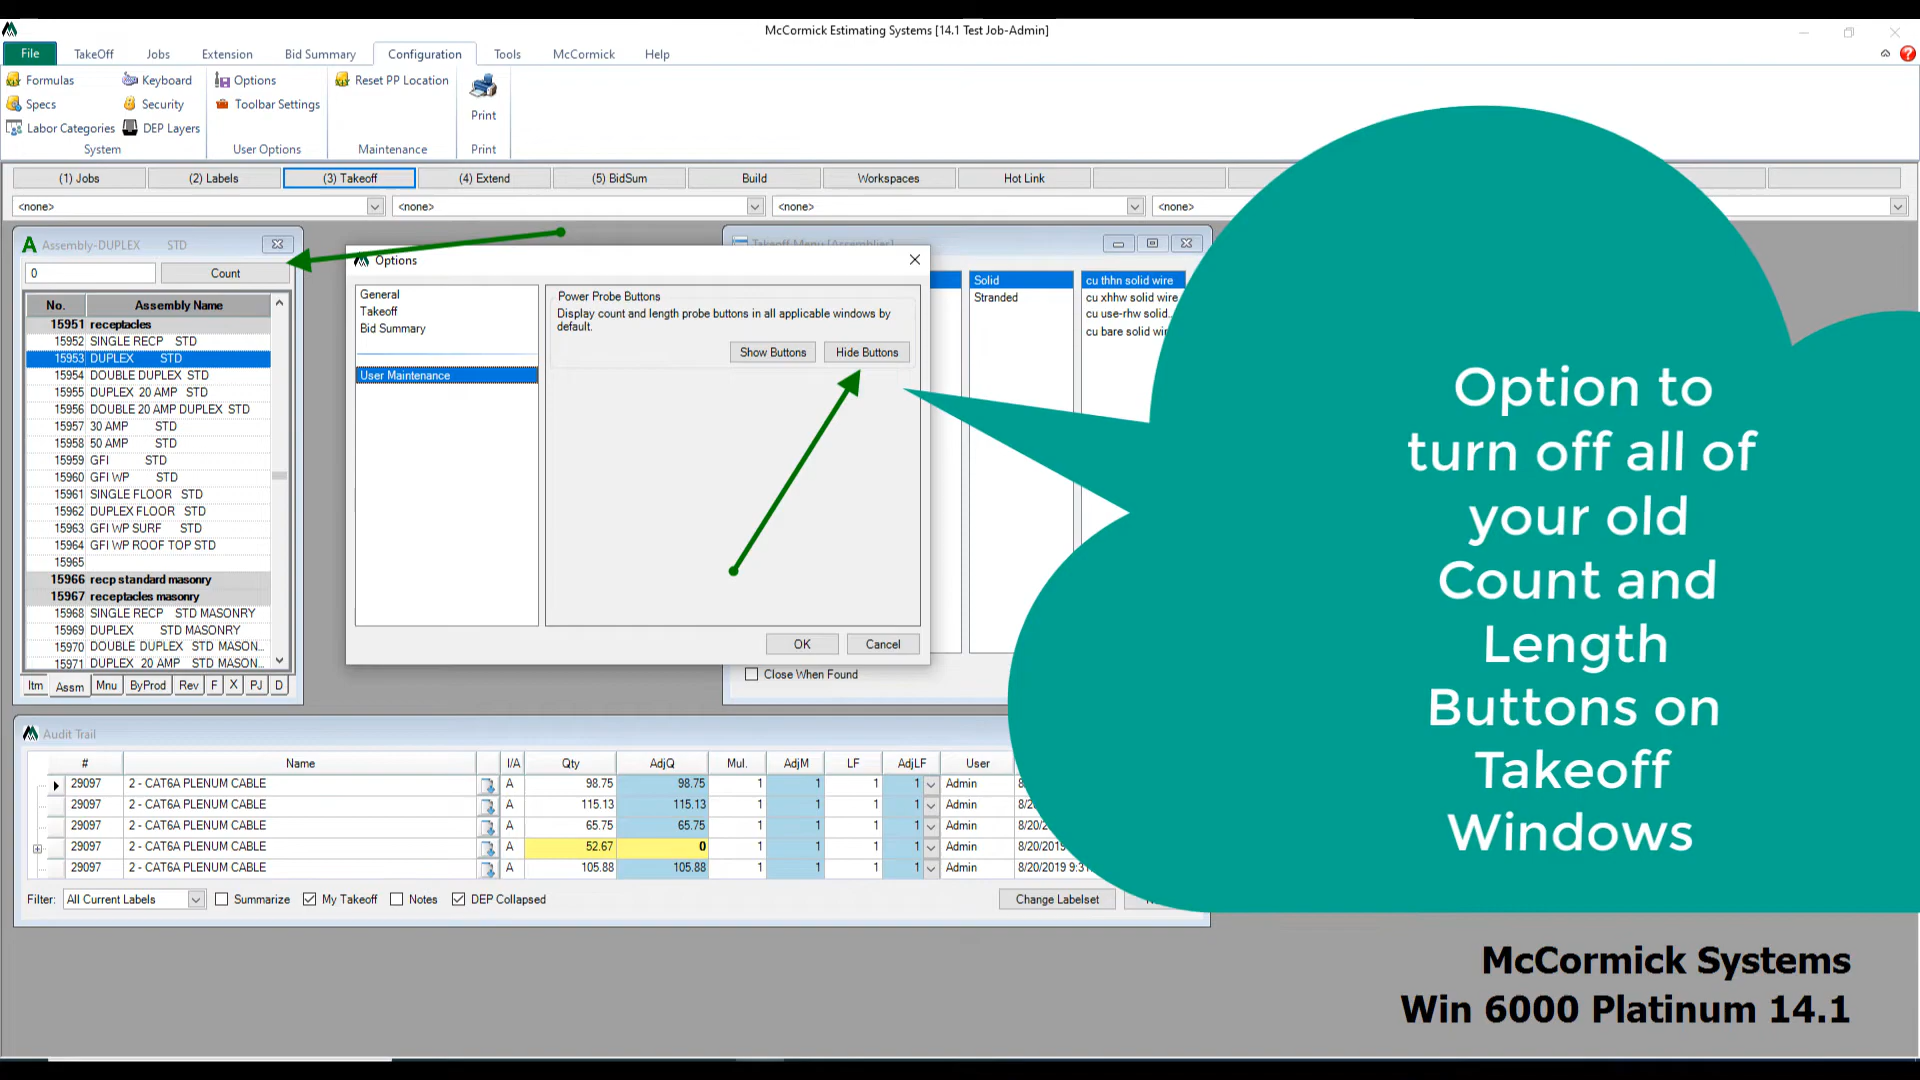 McCormick Estimating Systems [14.1 Test Job-Admin]
File TakeOff Jobs Extension Bid Summary Configuration Tools McCormick Help
Formulas Keyboard Options Reset PP Location
Specs Security Toolbar Settings Print
Labor Categories DEP Layers
System User Options Maintenance Print
(1) Jobs (2) Labels (3) Takeoff (4) Extend (5) BidSum Build Workspaces Hot Link
<none> <none> <none> <none>
Assembly-DUPLEX STD
0 Count
No. Assembly Name
15951 receptacles
15952 SINGLE RECP STD
15953 DUPLEX STD
15954 DOUBLE DUPLEX STD
15955 DUPLEX 20 AMP STD
15956 DOUBLE 20 AMP DUPLEX STD
15957 30 AMP STD
15958 50 AMP STD
15959 GFI STD
15960 GFI WP STD
15961 SINGLE FLOOR STD
15962 DUPLEX FLOOR STD
15963 GFI WP SURF STD
15964 GFI WP ROOF TOP STD
15965
15966 recp standard masonry
15967 receptacles masonry
15968 SINGLE RECP STD MASONRY
15969 DUPLEX STD MASONRY
15970 DOUBLE DUPLEX STD MASON...
15971 DUPLEX 20 AMP STD MASON...
Itm Assm Mnu ByProd Rev F X PJ D
Options
General
Takeoff
Bid Summary
User Maintenance
Power Probe Buttons
Display count and length probe buttons in all applicable windows by
default.
Show Buttons Hide Buttons
OK Cancel
Takeoff Menu [Assemblies]
Solid
Stranded
cu thhn solid wire
cu xhhw solid wire
cu use-rhw solid...
cu bare solid
Close When Found
Option to
turn off all of
your old
Count and
Length
Buttons on
Takeoff
Windows
Audit Trail
# Name I/A Qty AdjQ Mul. AdjM LF AdjLF User
29097 2 - CAT6A PLENUM CABLE A 98.75 98.75 1 1 1 1 Admin
29097 2 - CAT6A PLENUM CABLE A 115.13 115.13 1 1 1 1 Admin
29097 2 - CAT6A PLENUM CABLE A 65.75 65.75 1 1 1 1 Admin
29097 2 - CAT6A PLENUM CABLE A 52.67 0 1 1 1 1 Admin 8/20/2019
29097 2 - CAT6A PLENUM CABLE A 105.88 105.88 1 1 1 1 Admin 8/20/2019
Filter: All Current Labels Summarize My Takeoff Notes DEP Collapsed Change Labelset
McCormick Systems
Win 6000 Platinum 14.1